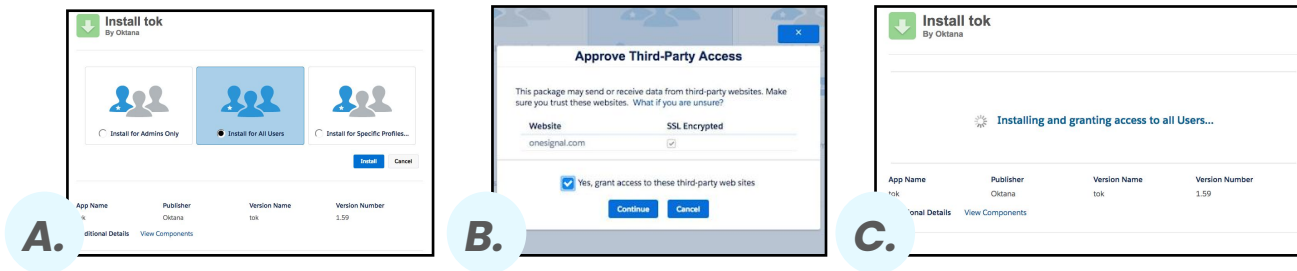 Install tok
By Oktana
Install for Admins Only
Install for All Users
Install for Specific Profiles...
Install Cancel
App Name Publisher Version Name Version Number
Oktana tok 1.59
View Components
A.
×
Approve Third-Party Access
This package may send or receive data from third-party websites. Make
sure you trust these websites. What if you are unsure?
Website SSL Encrypted
onesignal.com
Yes, grant access to these third-party web sites
Continue Cancel
B.
Install tok
By Oktana
Installing and granting access to all Users...
App Name Publisher Version Name Version Number
tok Oktana tok 1.59
Details View Components
C.